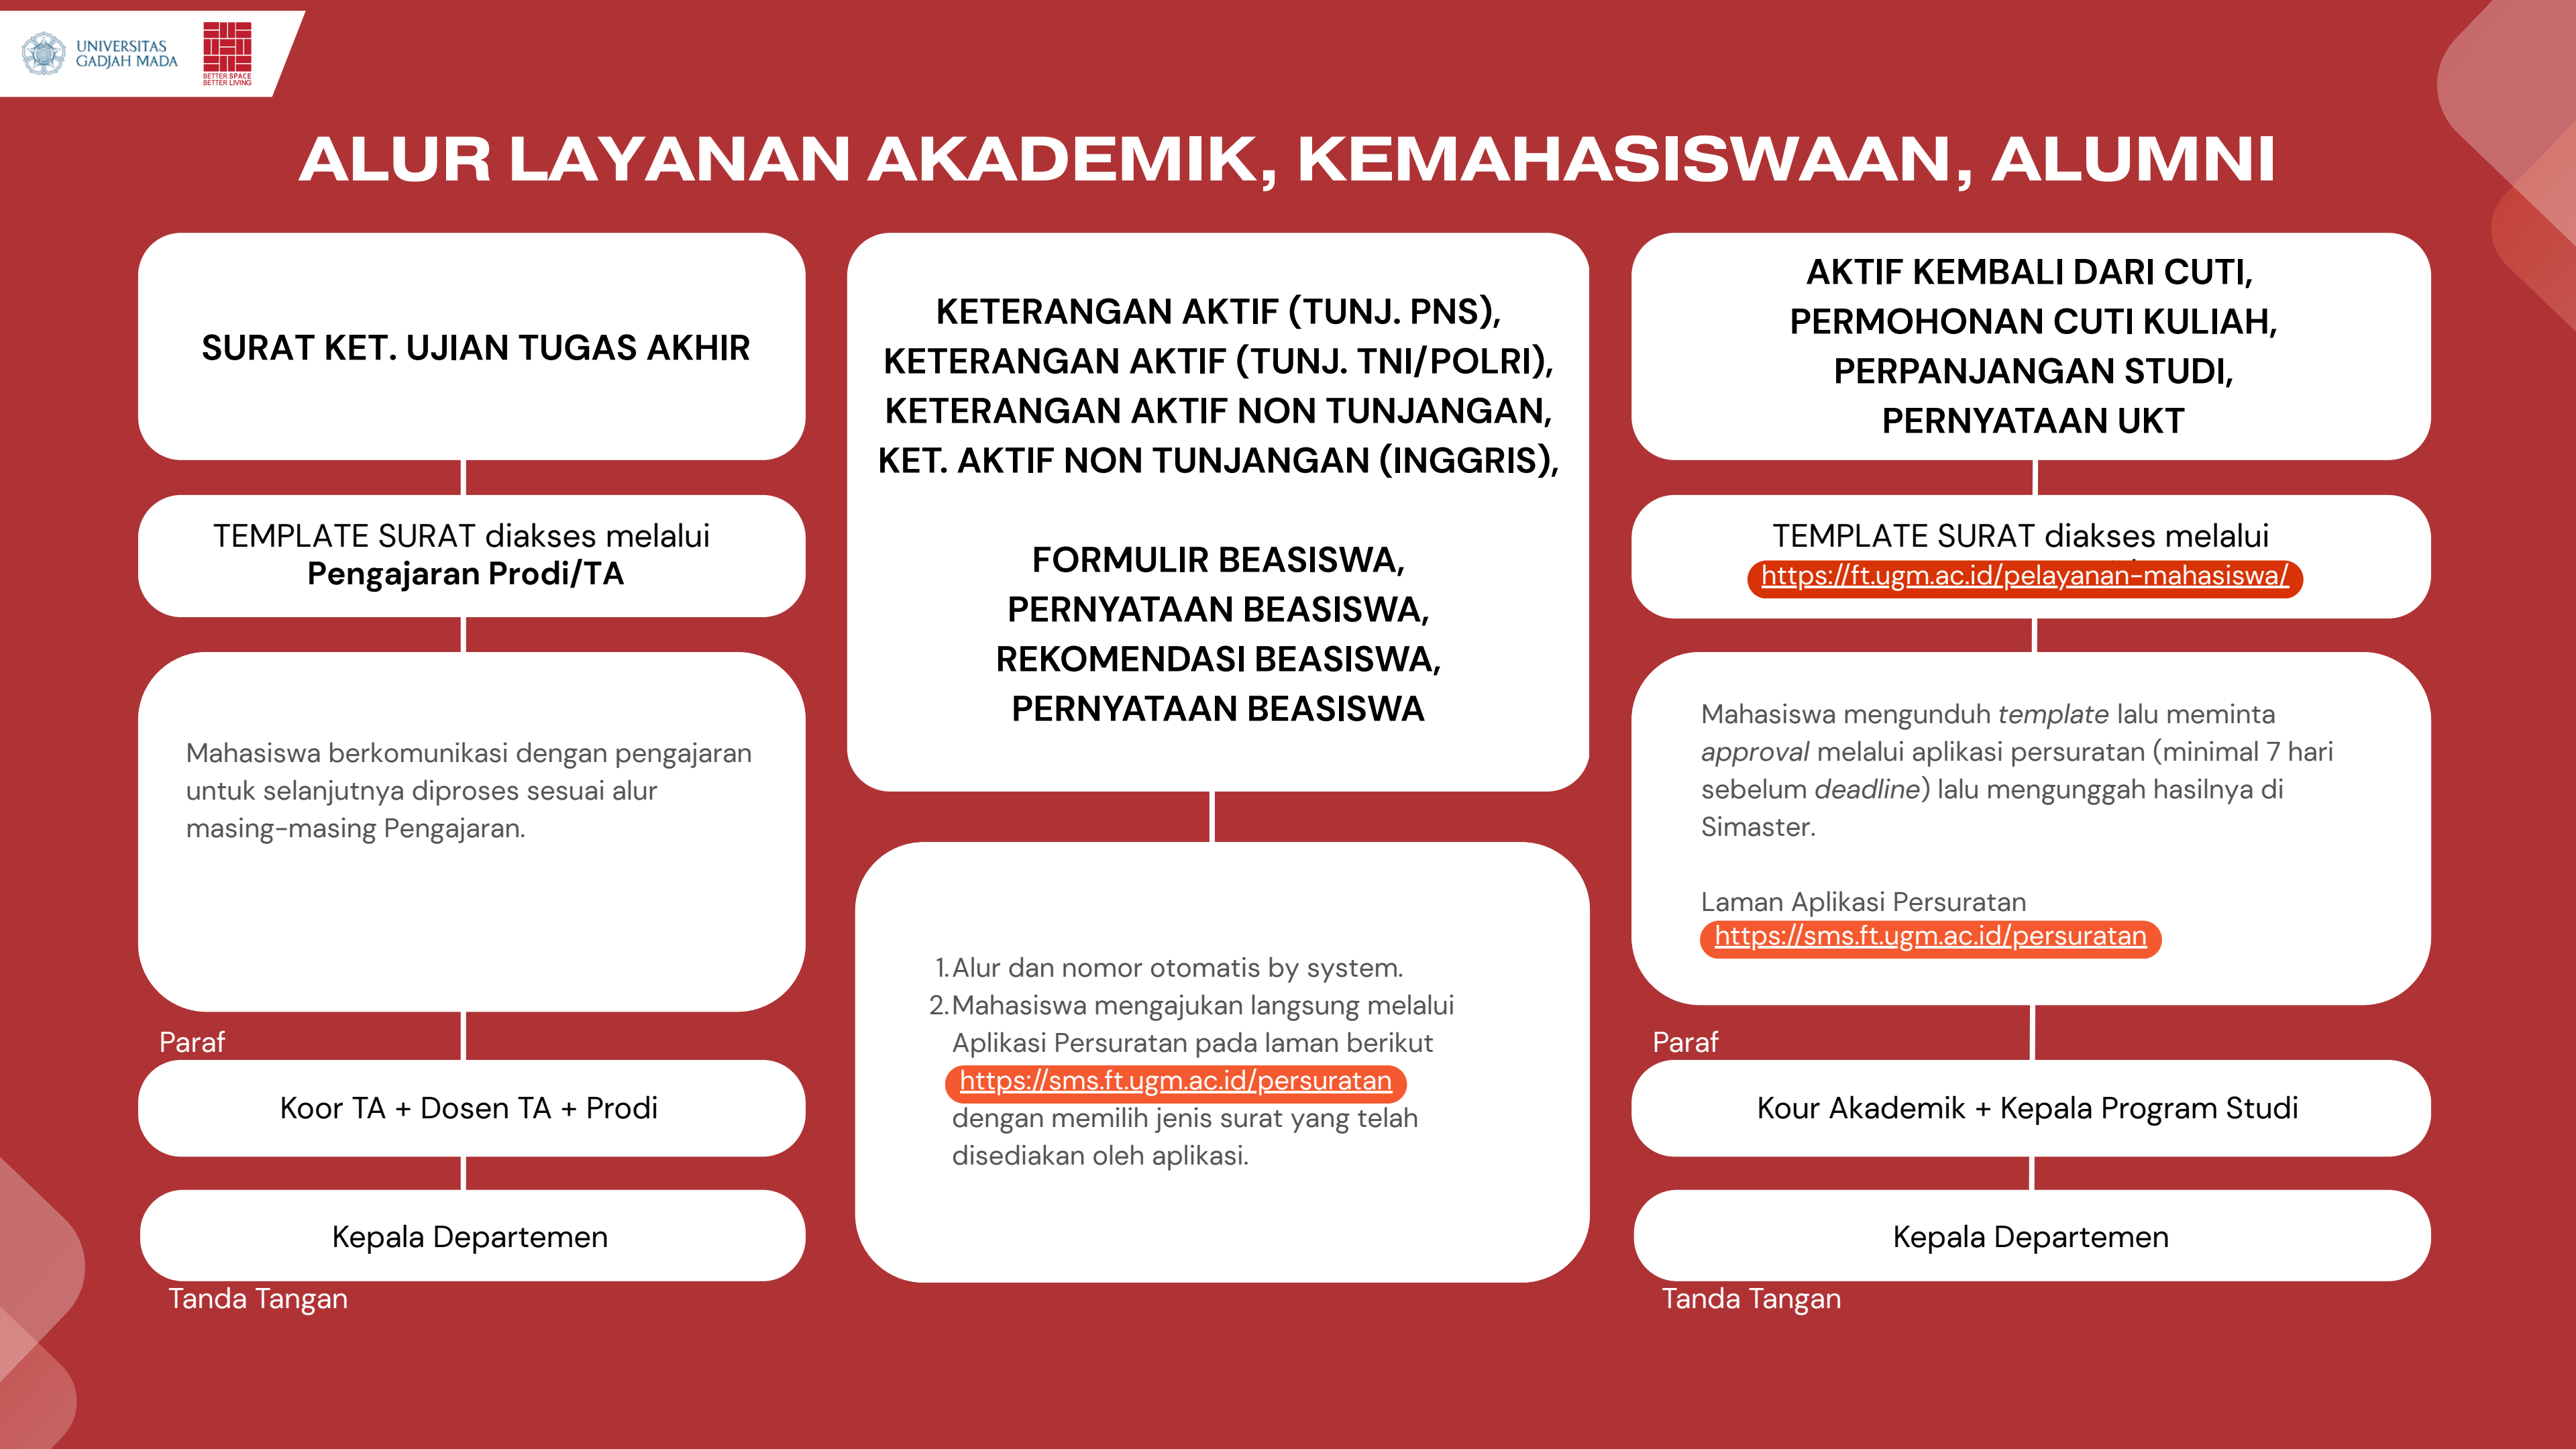 UNIVERSITAS
GADJAH MADA
BETTER SPACE
BETTER LIVING
ALUR LAYANAN AKADEMIK, KEMAHASISWAAN, ALUMNI
SURAT KET. UJIAN TUGAS AKHIR
TEMPLATE SURAT diakses melalui
Pengajaran Prodi/TA
Mahasiswa berkomunikasi dengan pengajaran
untuk selanjutnya diproses sesuai alur
masing-masing Pengajaran.
Paraf
Koor TA + Dosen TA + Prodi
Kepala Departemen
Tanda Tangan
KETERANGAN AKTIF (TUNJ. PNS),
KETERANGAN AKTIF (TUNJ. TNI/POLRI),
KETERANGAN AKTIF NON TUNJANGAN,
KET. AKTIF NON TUNJANGAN (INGGRIS),
FORMULIR BEASISWA,
PERNYATAAN BEASISWA,
REKOMENDASI BEASISWA,
PERNYATAAN BEASISWA
1. Alur dan nomor otomatis by system.
2. Mahasiswa mengajukan langsung melalui
Aplikasi Persuratan pada laman berikut
https://sms.ft.ugm.ac.id/persuratan
dengan memilih jenis surat yang telah
disediakan oleh aplikasi.
AKTIF KEMBALI DARI CUTI,
PERMOHONAN CUTI KULIAH,
PERPANJANGAN STUDI,
PERNYATAAN UKT
TEMPLATE SURAT diakses melalui
https://ft.ugm.ac.id/pelayanan-mahasiswa/
Mahasiswa mengunduh template lalu meminta
approval melalui aplikasi persuratan (minimal 7 hari
sebelum deadline) lalu mengunggah hasilnya di
Simaster.
Laman Aplikasi Persuratan
https://sms.ft.ugm.ac.id/persuratan
Paraf
Kour Akademik + Kepala Program Studi
Kepala Departemen
Tanda Tangan